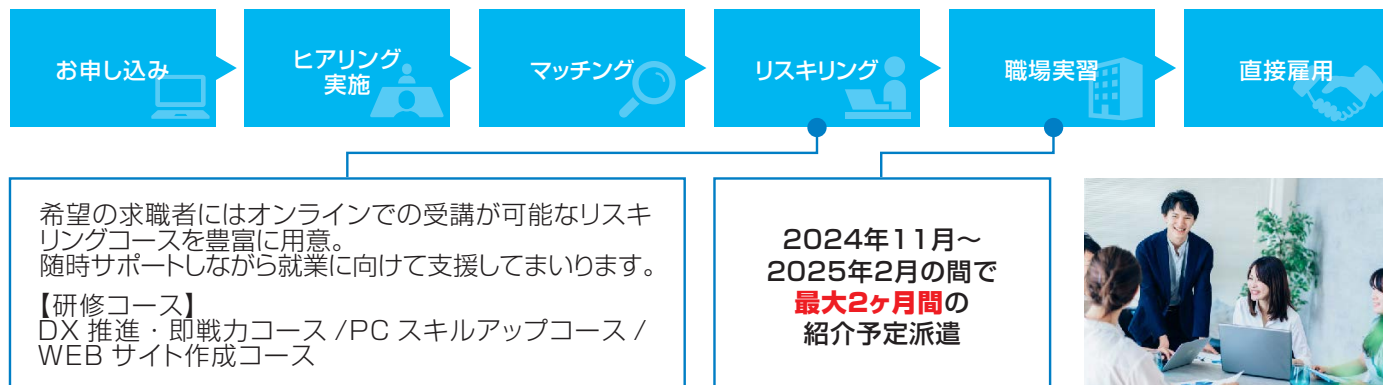 お申し込み
ヒアリング
実施
マッチング
リスキリング
職場実習
直接雇用
希望の求職者にはオンラインでの受講が可能なリスキ
リングコースを豊富に用意。
随時サポートしながら就業に向けて支援してまいります。
【研修コース】
DX 推進・即戦力コース /PC スキルアップコース /
WEB サイト作成コース
2024年11月～
2025年2月の間で
最大2ヶ月間の
紹介予定派遣